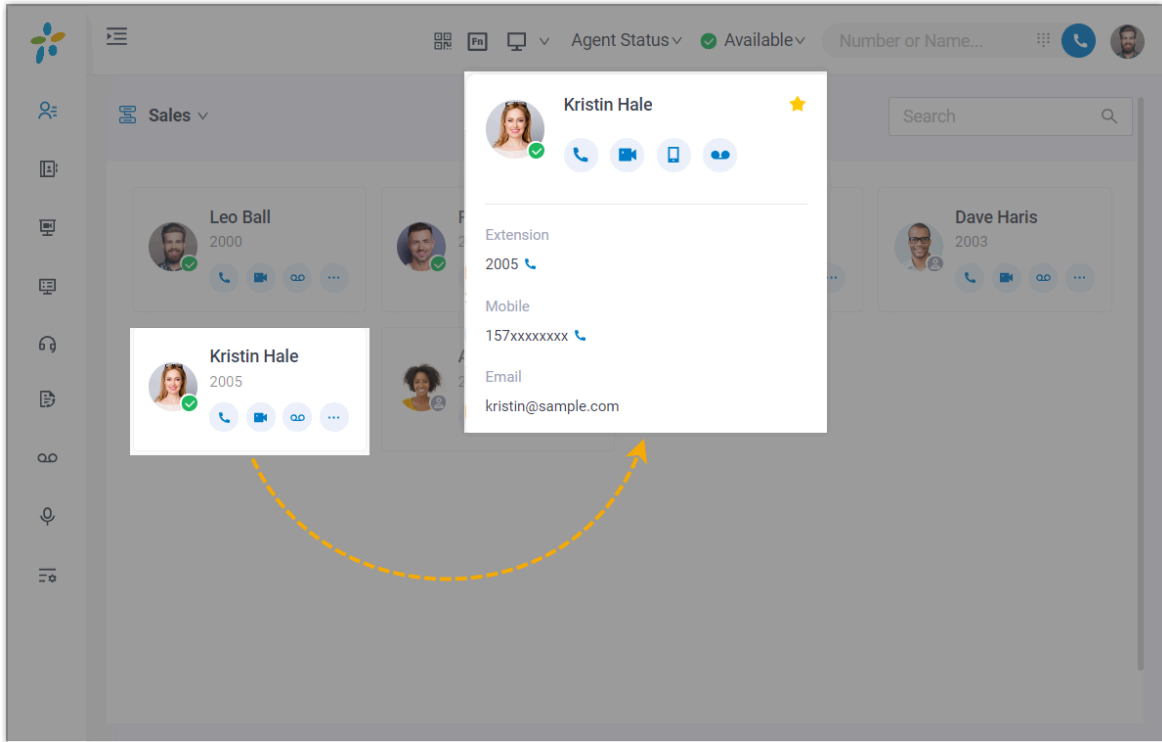 Fn
Agent Status
Available
Number or Name...
Sales
Search
Leo Ball
2000
Dave Haris
2003
Kristin Hale
2005
Kristin Hale
Extension
2005
Mobile
157xxxxxxxx
Email
kristin@sample.com